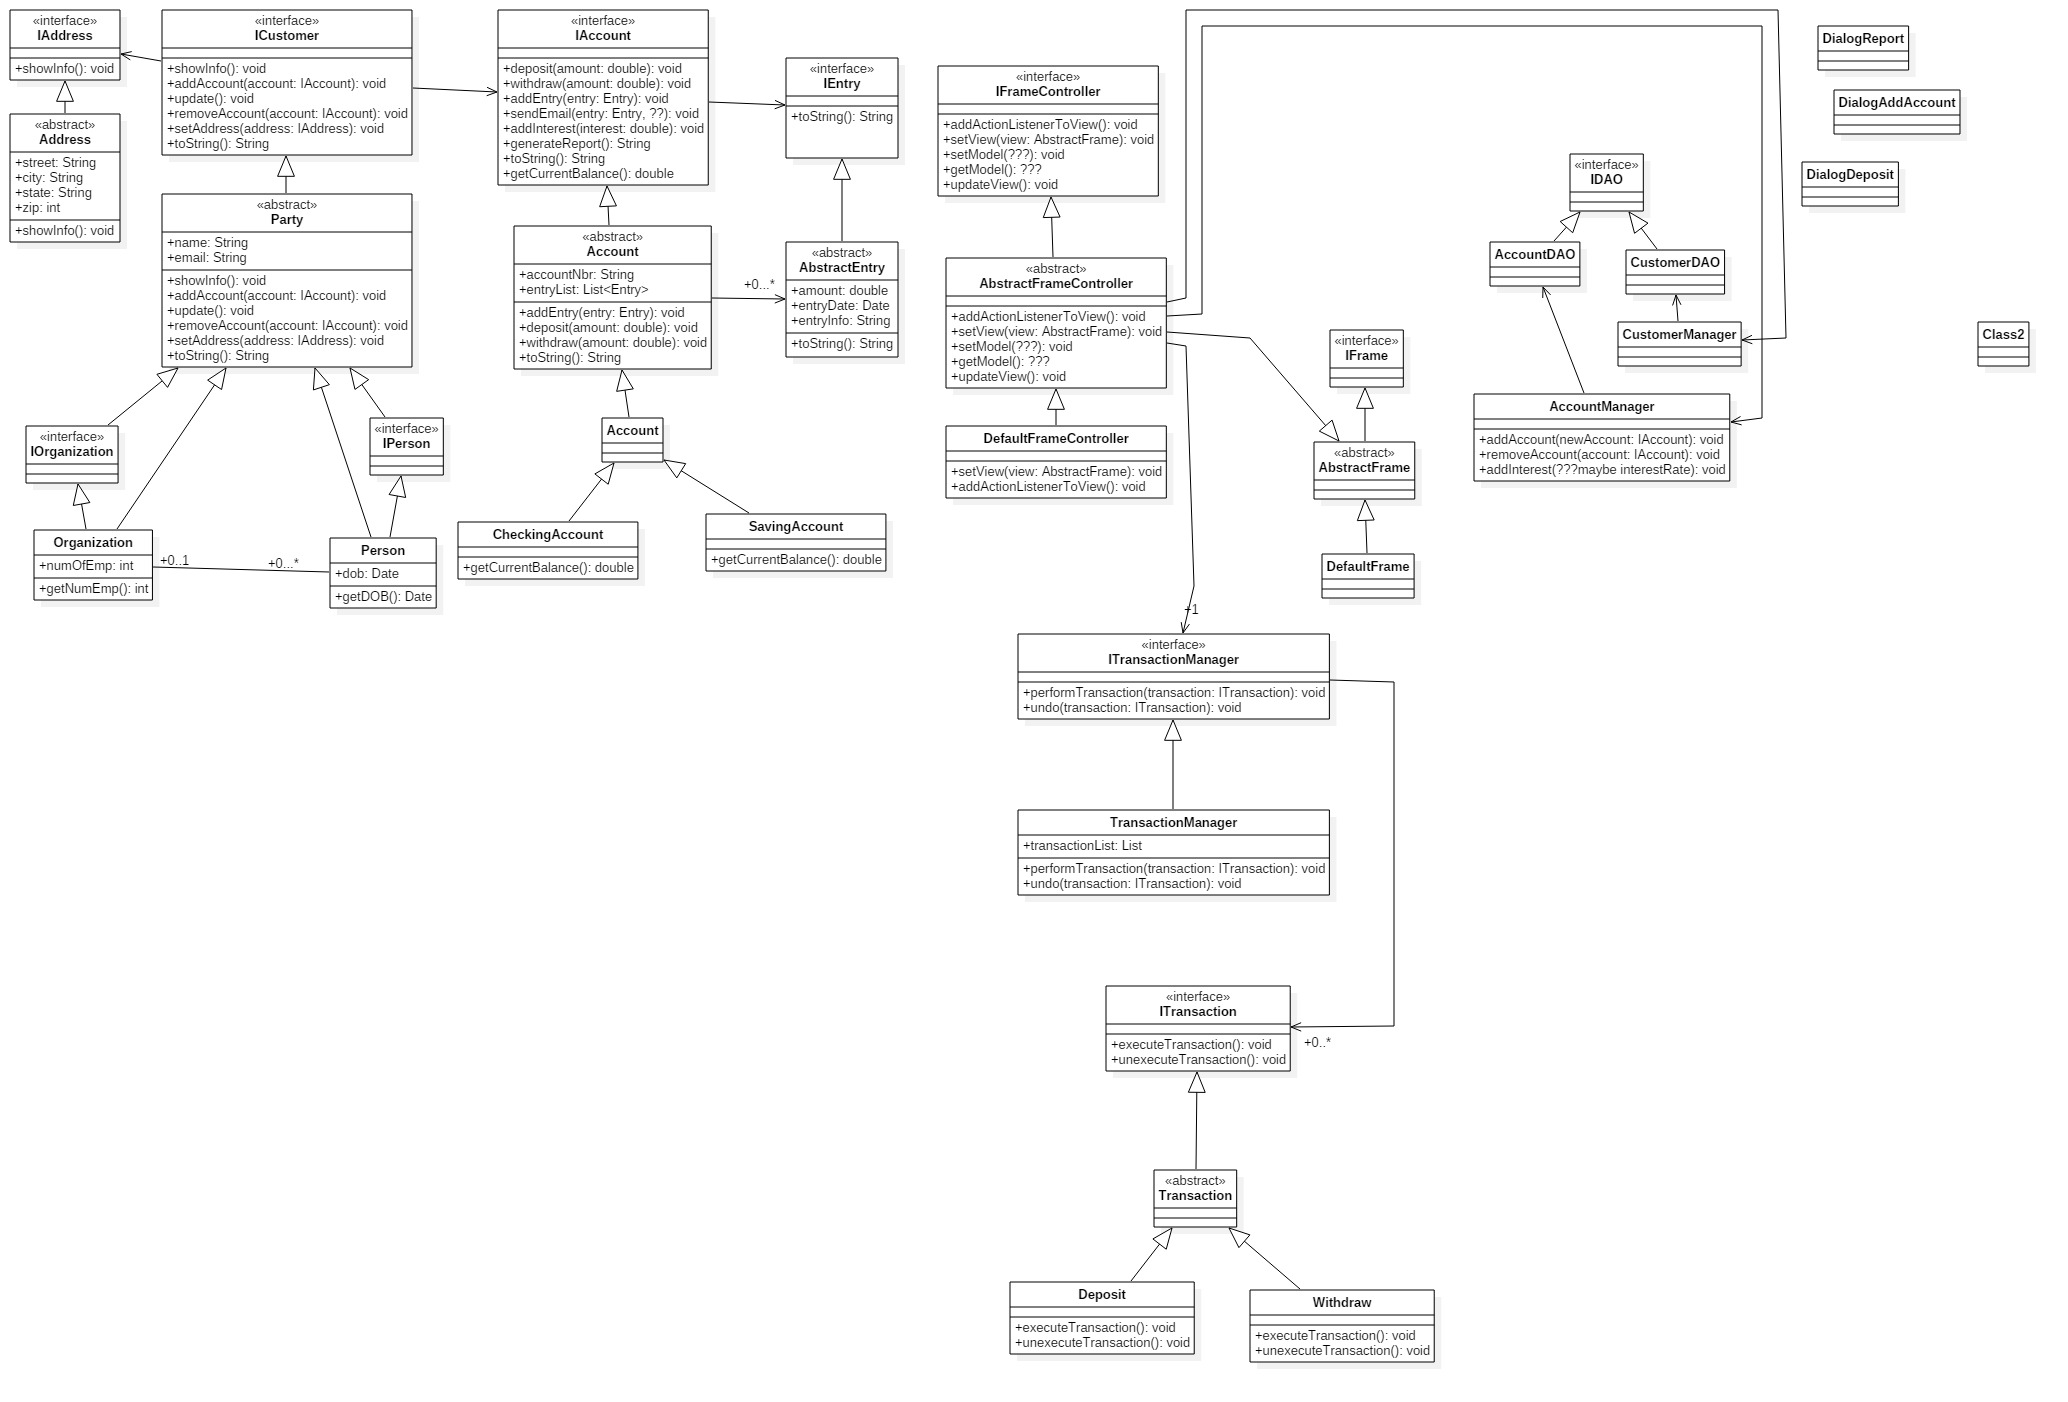 «interface»
IAddress
+showInfo(): void
«abstract»
Address
+street: String
+city: String
+state: String
+zip: int
+showInfo(): void
«interface»
ICustomer
+showInfo(): void
+addAccount(account: IAccount): void
+update(): void
+removeAccount(account: IAccount): void
+setAddress(address: IAddress): void
+toString(): String
«abstract»
Party
+name: String
+email: String
+showInfo(): void
+addAccount(account: IAccount): void
+update(): void
+removeAccount(account: IAccount): void
+setAddress(address: IAddress): void
+toString(): String
«interface»
IOrganization
«interface»
IPerson
Organization
+numOfEmp: int
+getNumEmp(): int
+0..1
+0...*
Person
+dob: Date
+getDOB(): Date
«interface»
IAccount
+deposit(amount: double): void
+withdraw(amount: double): void
+addEntry(entry: Entry): void
+sendEmail(entry: Entry, ??): void
+addInterest(interest: double): void
+generateReport(): String
+toString(): String
+getCurrentBalance(): double
«abstract»
Account
+accountNbr: String
+entryList: List<Entry>
+addEntry(entry: Entry): void
+deposit(amount: double): void
+withdraw(amount: double): void
+toString(): String
+0...*
Account
CheckingAccount
+getCurrentBalance(): double
SavingAccount
+getCurrentBalance(): double
«interface»
IEntry
+toString(): String
«abstract»
AbstractEntry
+amount: double
+entryDate: Date
+entryInfo: String
+toString(): String
«interface»
IFrameController
+addActionListenerToView(): void
+setView(view: AbstractFrame): void
+setModel(???): void
+getModel(): ???
+updateView(): void
«abstract»
AbstractFrameController
+addActionListenerToView(): void
+setView(view: AbstractFrame): void
+setModel(???): void
+getModel(): ???
+updateView(): void
DefaultFrameController
+setView(view: AbstractFrame): void
+addActionListenerToView(): void
«interface»
IFrame
«abstract»
AbstractFrame
DefaultFrame
+1
«interface»
ITransactionManager
+performTransaction(transaction: ITransaction): void
+undo(transaction: ITransaction): void
TransactionManager
+transactionList: List
+performTransaction(transaction: ITransaction): void
+undo(transaction: ITransaction): void
«interface»
ITransaction
+executeTransaction(): void
+unexecuteTransaction(): void
+0..*
«abstract»
Transaction
Deposit
+executeTransaction(): void
+unexecuteTransaction(): void
Withdraw
+executeTransaction(): void
+unexecuteTransaction(): void
«interface»
IDAO
AccountDAO
CustomerDAO
CustomerManager
AccountManager
+addAccount(newAccount: IAccount): void
+removeAccount(account: IAccount): void
+addInterest(???maybe interestRate): void
DialogReport
DialogAddAccount
DialogDeposit
Class2